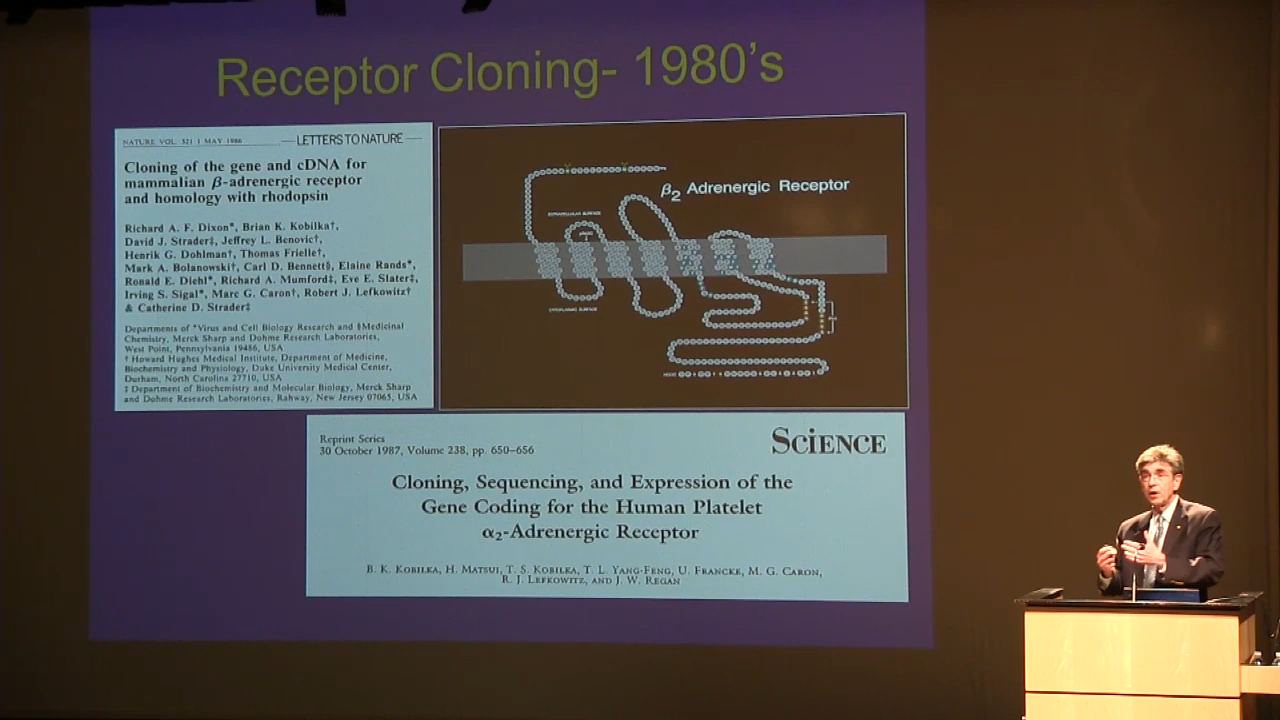 Receptor Cloning- 1980's
NATURE VOL. 321 1 MAY 1986
LETTERS TO NATURE
Cloning of the gene and cDNA for
mammalian β-adrenergic receptor
and homology with rhodopsin
Richard A. F. Dixon*, Brian K. Kobilka†,
David J. Strader‡, Jeffrey L. Benovic†,
Henrik G. Dohlman†, Thomas Frielle†,
Mark A. Bolanowski†, Carl D. Bennett§, Elaine Rands*,
Ronald E. Diehl*, Richard A. Mumford‡, Eve E. Slater‡,
Irving S. Sigal*, Marc G. Caron†, Robert J. Lefkowitz†
& Catherine D. Strader‡
Departments of *Virus and Cell Biology Research and §Medicinal
Chemistry, Merck Sharp and Dohme Research Laboratories,
West Point, Pennsylvania 19486, USA
† Howard Hughes Medical Institute, Department of Medicine,
Biochemistry and Physiology, Duke University Medical Center,
Durham, North Carolina 27710, USA
‡ Department of Biochemistry and Molecular Biology, Merck Sharp
and Dohme Research Laboratories, Rahway, New Jersey 07065, USA
β2 Adrenergic Receptor
EXTRACELLULAR SURFACE
CYTOPLASMIC SURFACE
Reprint Series
30 October 1987, Volume 238, pp. 650–656
SCIENCE
Cloning, Sequencing, and Expression of the
Gene Coding for the Human Platelet
α2-Adrenergic Receptor
B. K. KOBILKA, H. MATSUI, T. S. KOBILKA, T. L. YANG-FENG, U. FRANCKE, M. G. CARON,
R. J. LEFKOWITZ, AND J. W. REGAN